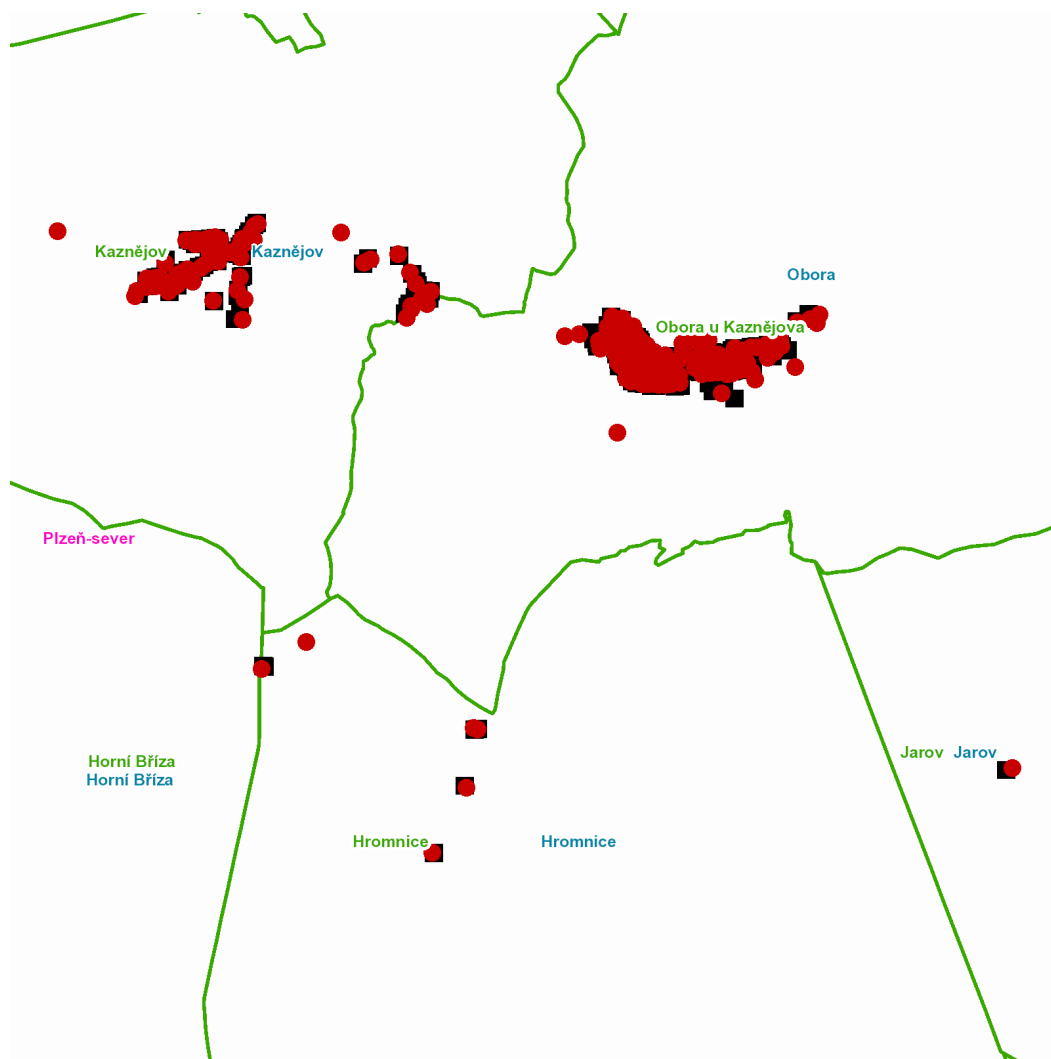 Kaznějov
Kaznějov
Obora
Obora u Kaznějova
Plzeň-sever
Horní Bříza
Horní Bříza
Jarov
Jarov
Hromnice
Hromnice